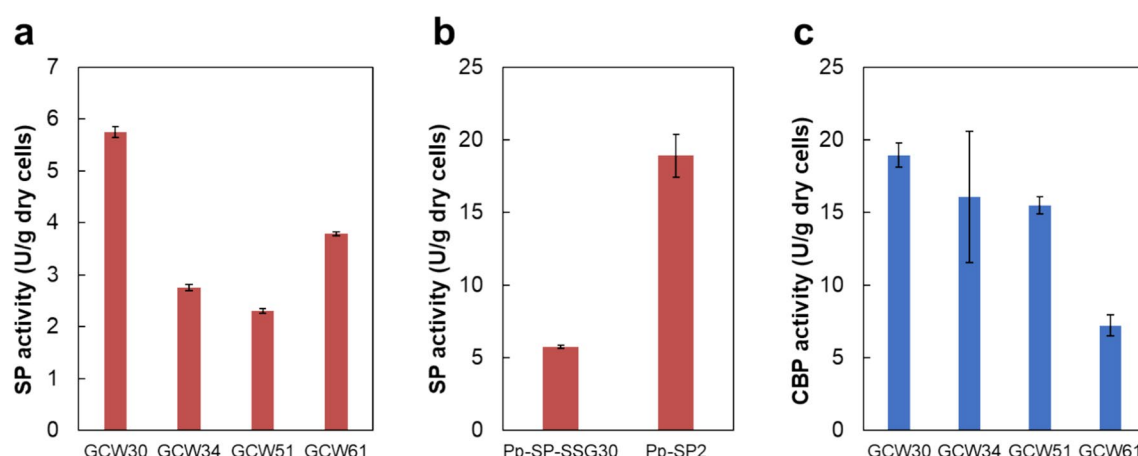 a
SP activity (U/g dry cells)
7
6
5
4
3
2
1
0
GCW30 GCW34 GCW51 GCW61
b
SP activity (U/g dry cells)
25
20
15
10
5
0
Pp-SP-SSG30 Pp-SP2
c
CBP activity (U/g dry cells)
25
20
15
10
5
0
GCW30 GCW34 GCW51 GCW61